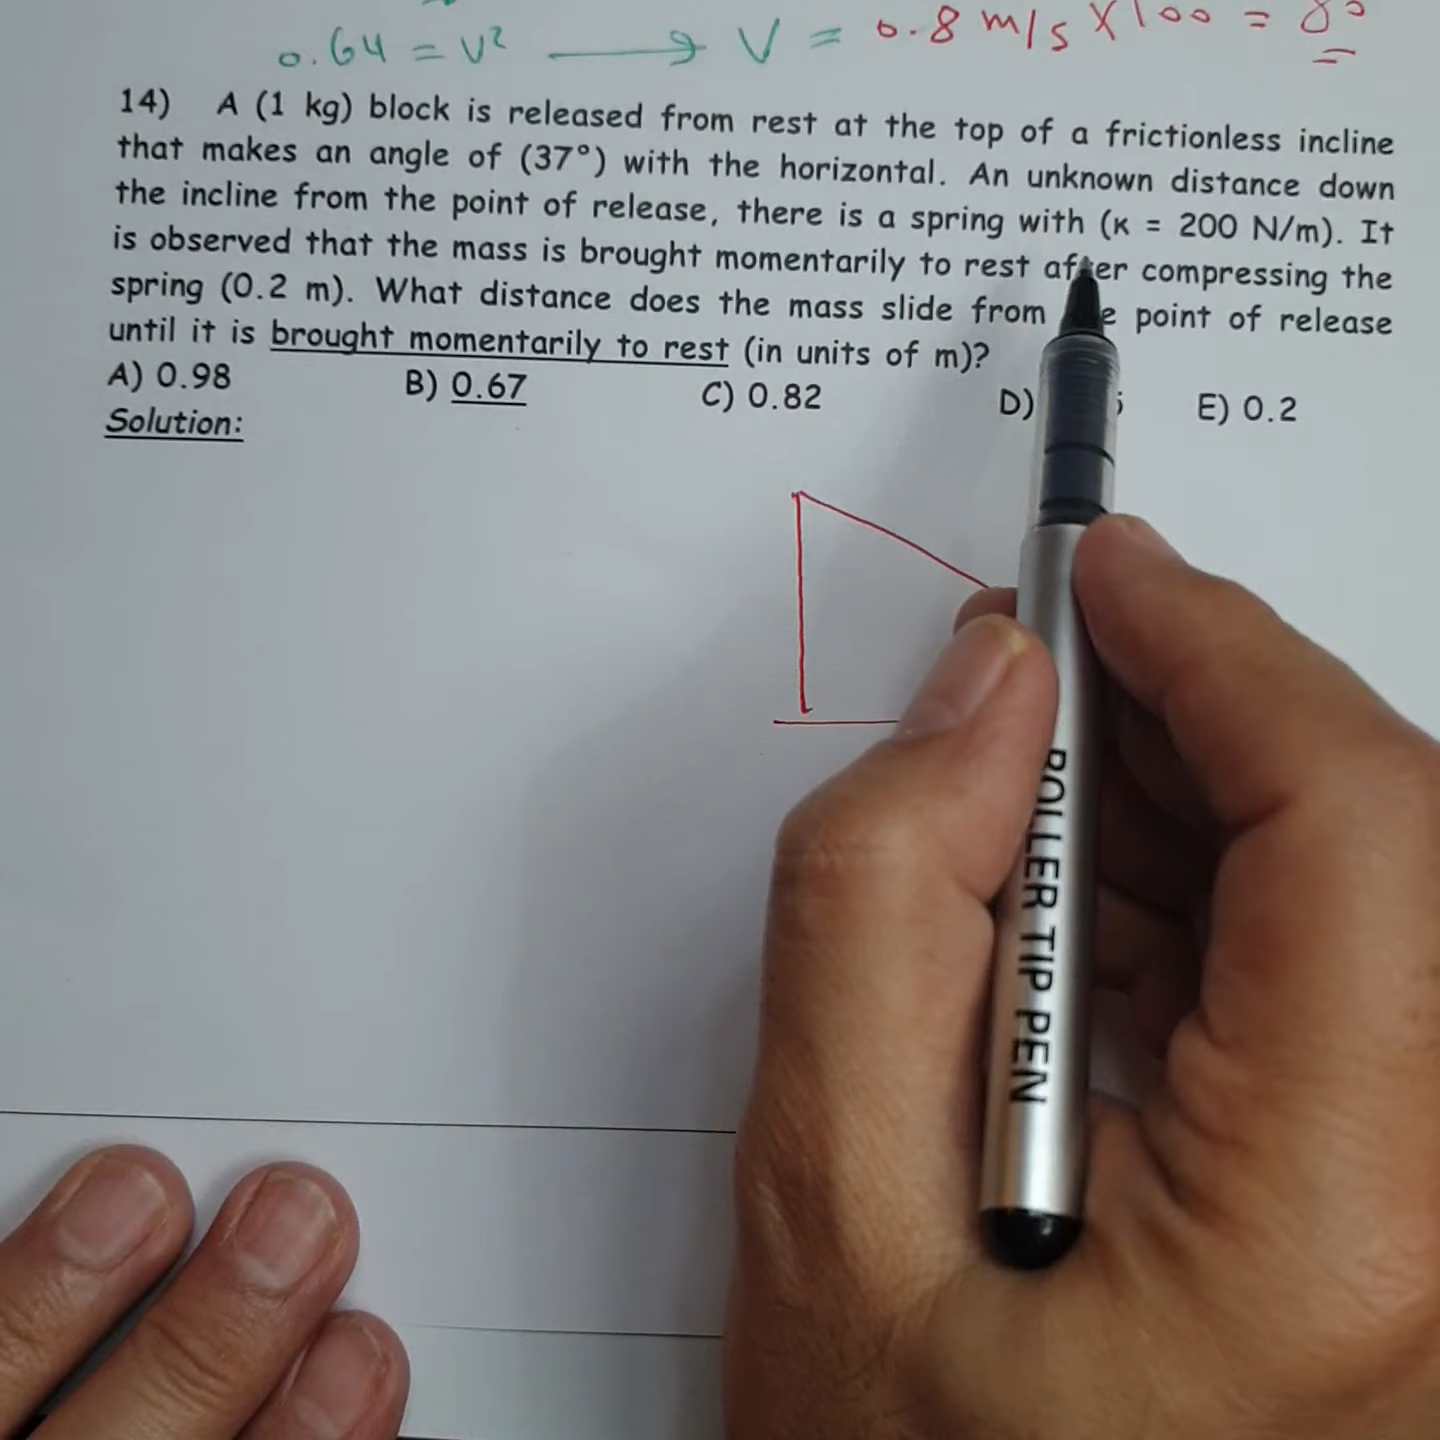 0.64 = V² → V = 0.8 m/s X 100 =
14) A (1 kg) block is released from rest at the top of a frictionless incline
that makes an angle of (37°) with the horizontal. An unknown distance down
the incline from the point of release, there is a spring with (κ = 200 N/m). It
is observed that the mass is brought momentarily to rest after compressing the
spring (0.2 m). What distance does the mass slide from point of release
until it is brought momentarily to rest (in units of m)?
A) 0.98 B) 0.67 C) 0.82 D) E) 0.2
Solution:
ROLLER TIP PEN